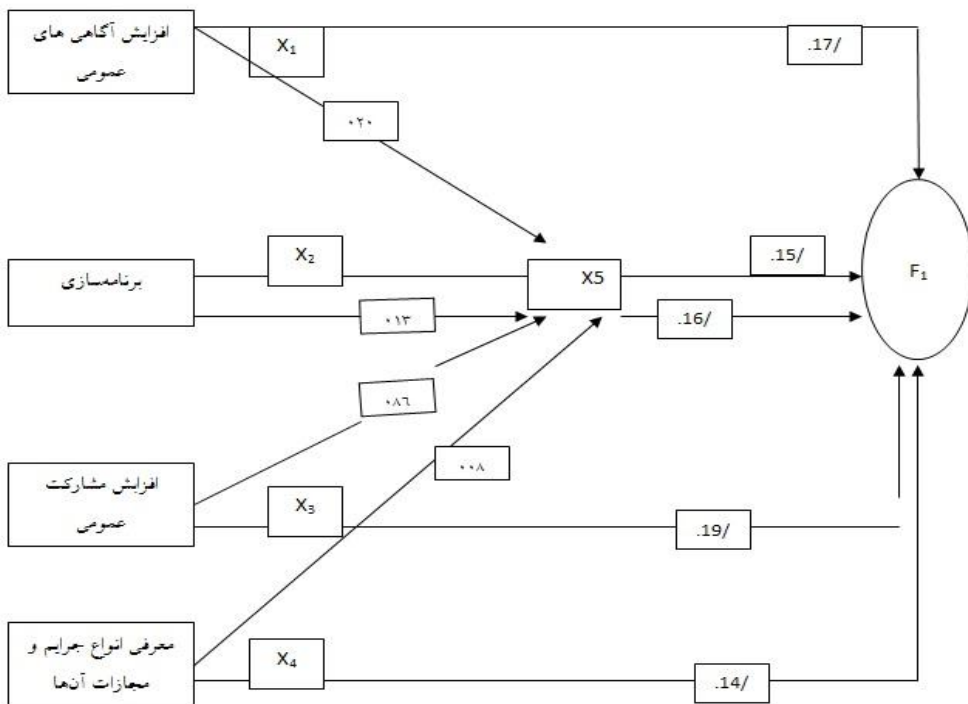 افزایش آگاهی های
عمومی
X₁
.17/
۰۲۰
برنامه‌سازی
X₂
X5
.15/
F₁
۰۱۳
.16/
۰۸۶
۰۰۸
افزایش مشارکت
عمومی
X₃
.19/
معرفی انواع جرایم و
مجازات آن‌ها
X₄
.14/